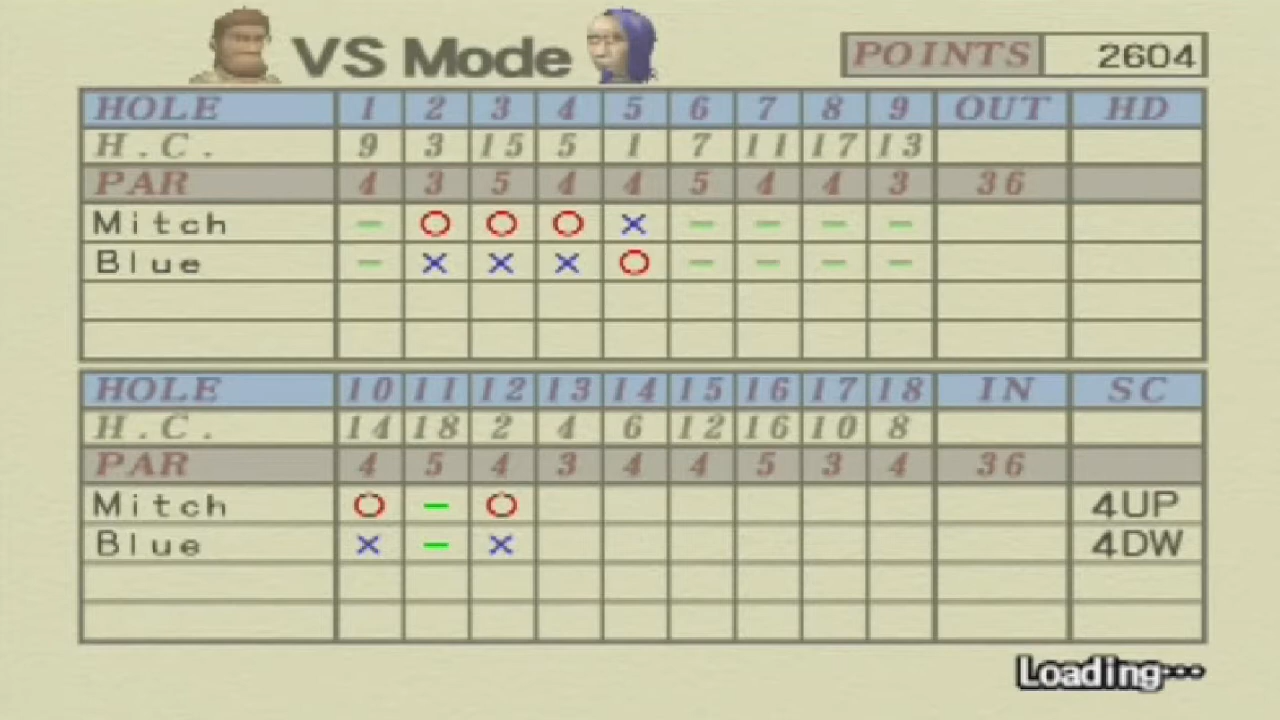 VS Mode POINTS 2604
HOLE 1 2 3 4 5 6 7 8 9 OUT HD
H.C. 9 3 15 5 1 7 11 17 13
PAR 4 3 5 4 4 5 4 4 3 36
Mitch - O O O X - - - -
Blue - X X X O - - - -
HOLE 10 11 12 13 14 15 16 17 18 IN SC
H.C. 14 18 2 4 6 12 16 10 8
PAR 4 5 4 3 4 4 5 3 4 36
Mitch O - O 4UP
Blue X - X 4DW
Loading···